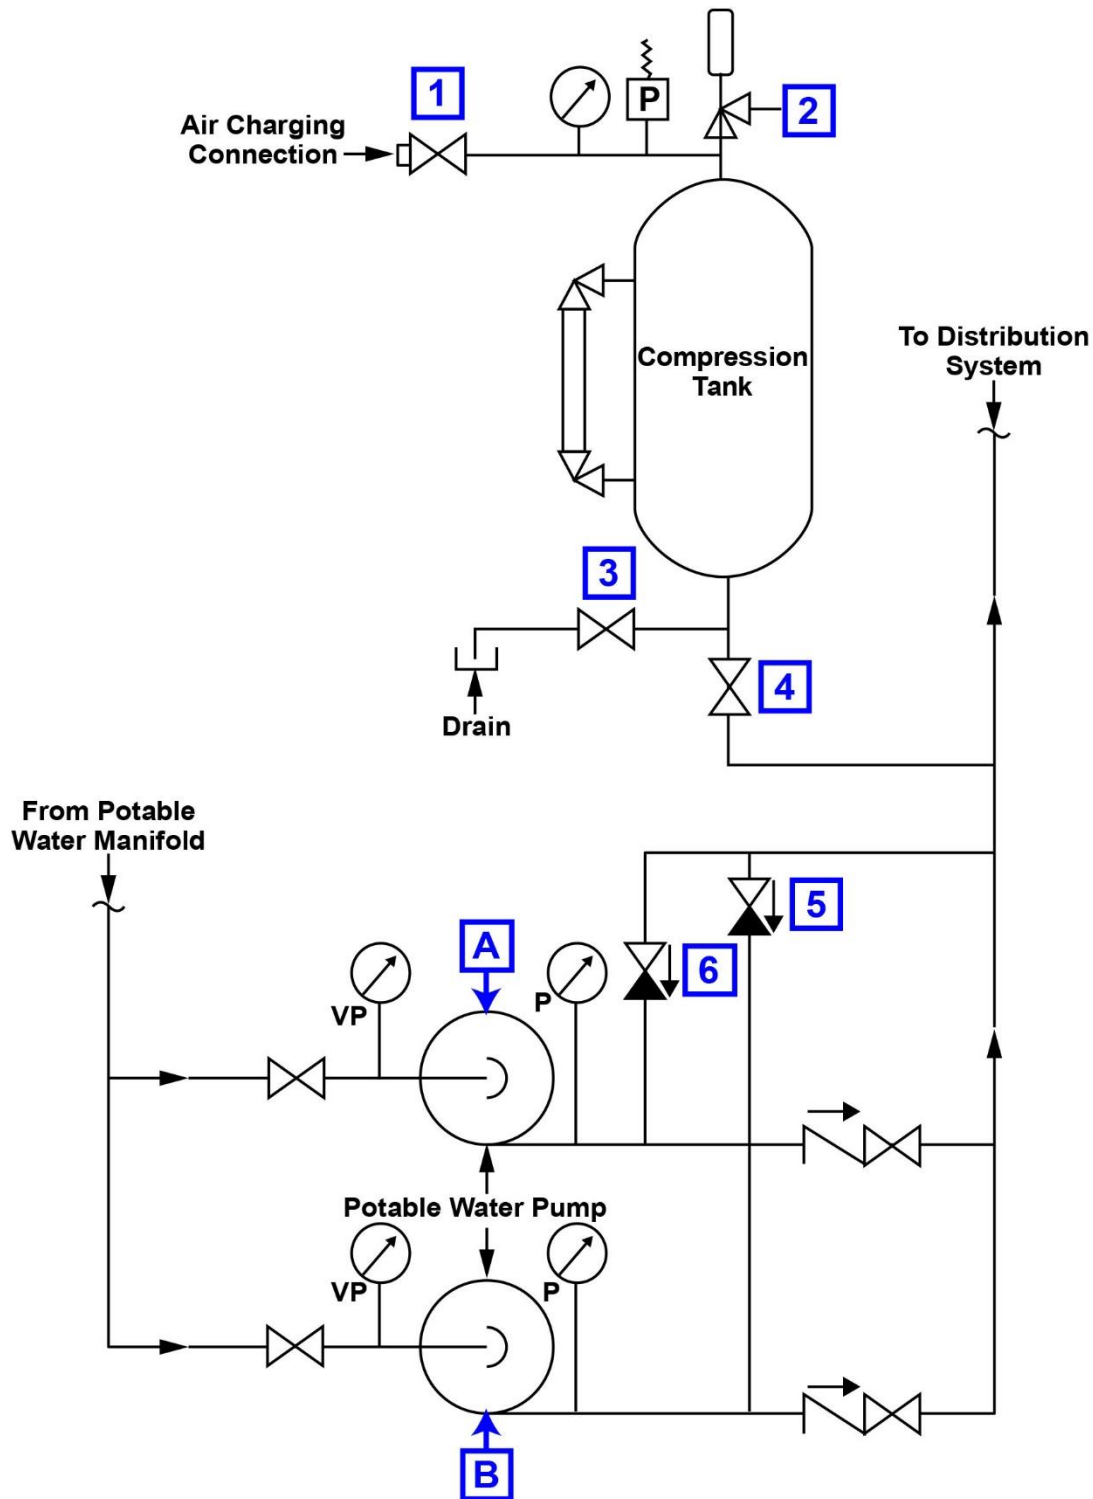 1
P
2
Air Charging
Connection
To Distribution
System
Compression
Tank
3
4
Drain
From Potable
Water Manifold
5
A
6
VP
P
Potable Water Pump
VP
P
B